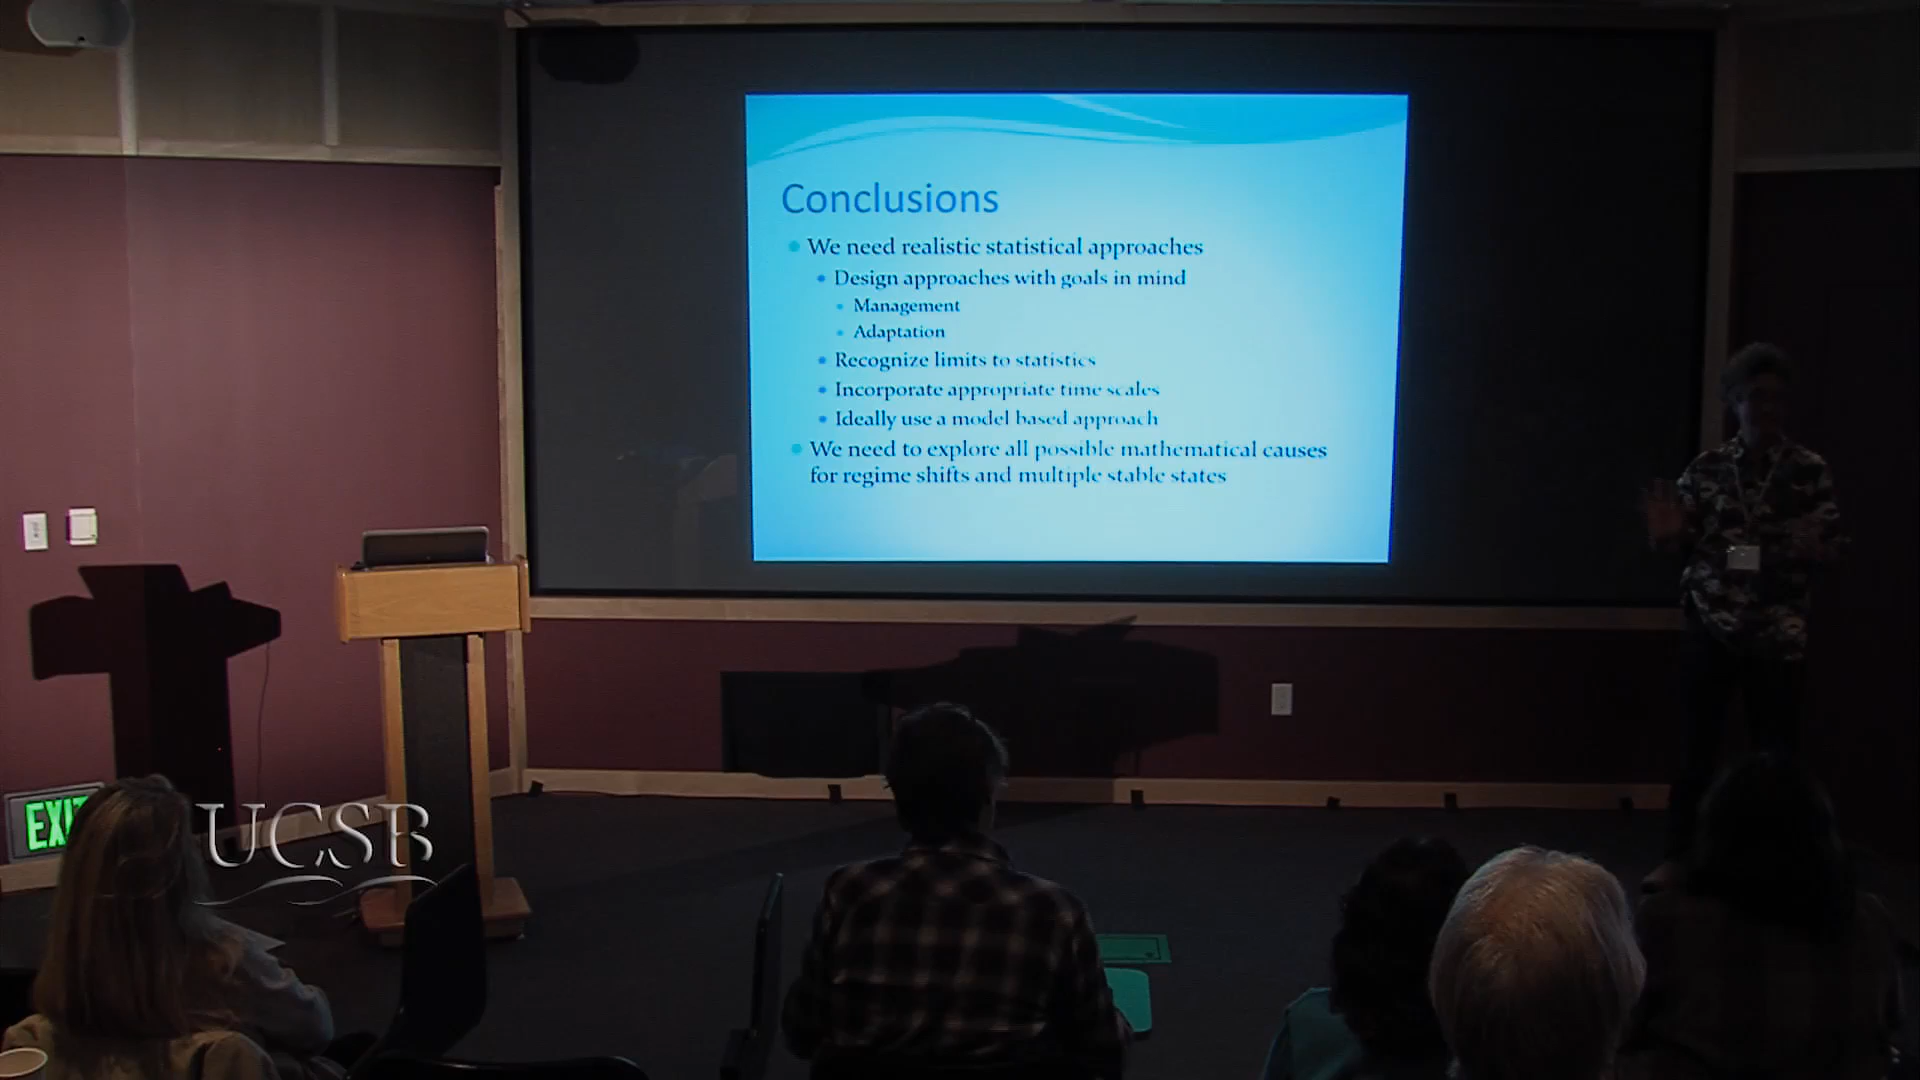 Conclusions
We need realistic statistical approaches
Design approaches with goals in mind
Management
Adaptation
Recognize limits to statistics
Incorporate appropriate time scales
Ideally use a model based approach
We need to explore all possible mathematical causes
for regime shifts and multiple stable states
EXIT
UCSB